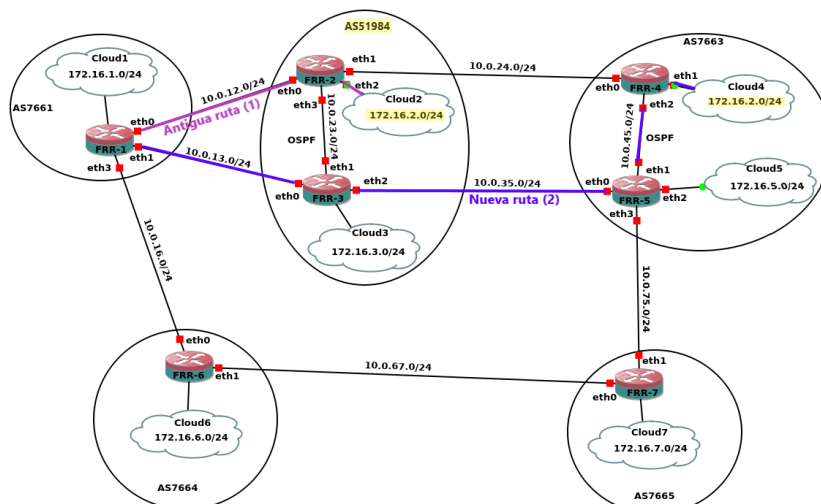 AS7661
Cloud1
172.16.1.0/24
eth0
FRR-1
eth1
eth3
10.0.12.0/24
Antigua ruta (1)
10.0.13.0/24
10.0.16.0/24
AS51984
eth1
FRR-2
eth0
eth2
eth3
Cloud2
172.16.2.0/24
10.0.23.0/24
OSPF
eth1
eth2
eth0
FRR-3
Cloud3
172.16.3.0/24
10.0.24.0/24
10.0.35.0/24
Nueva ruta (2)
AS7663
eth1
eth0
FRR-4
eth2
Cloud4
172.16.2.0/24
10.0.45.0/24
OSPF
eth1
eth0
FRR-5
eth2
eth3
Cloud5
172.16.5.0/24
10.0.75.0/24
eth0
FRR-6
eth1
Cloud6
172.16.6.0/24
AS7664
10.0.67.0/24
eth1
eth0
FRR-7
Cloud7
172.16.7.0/24
AS7665